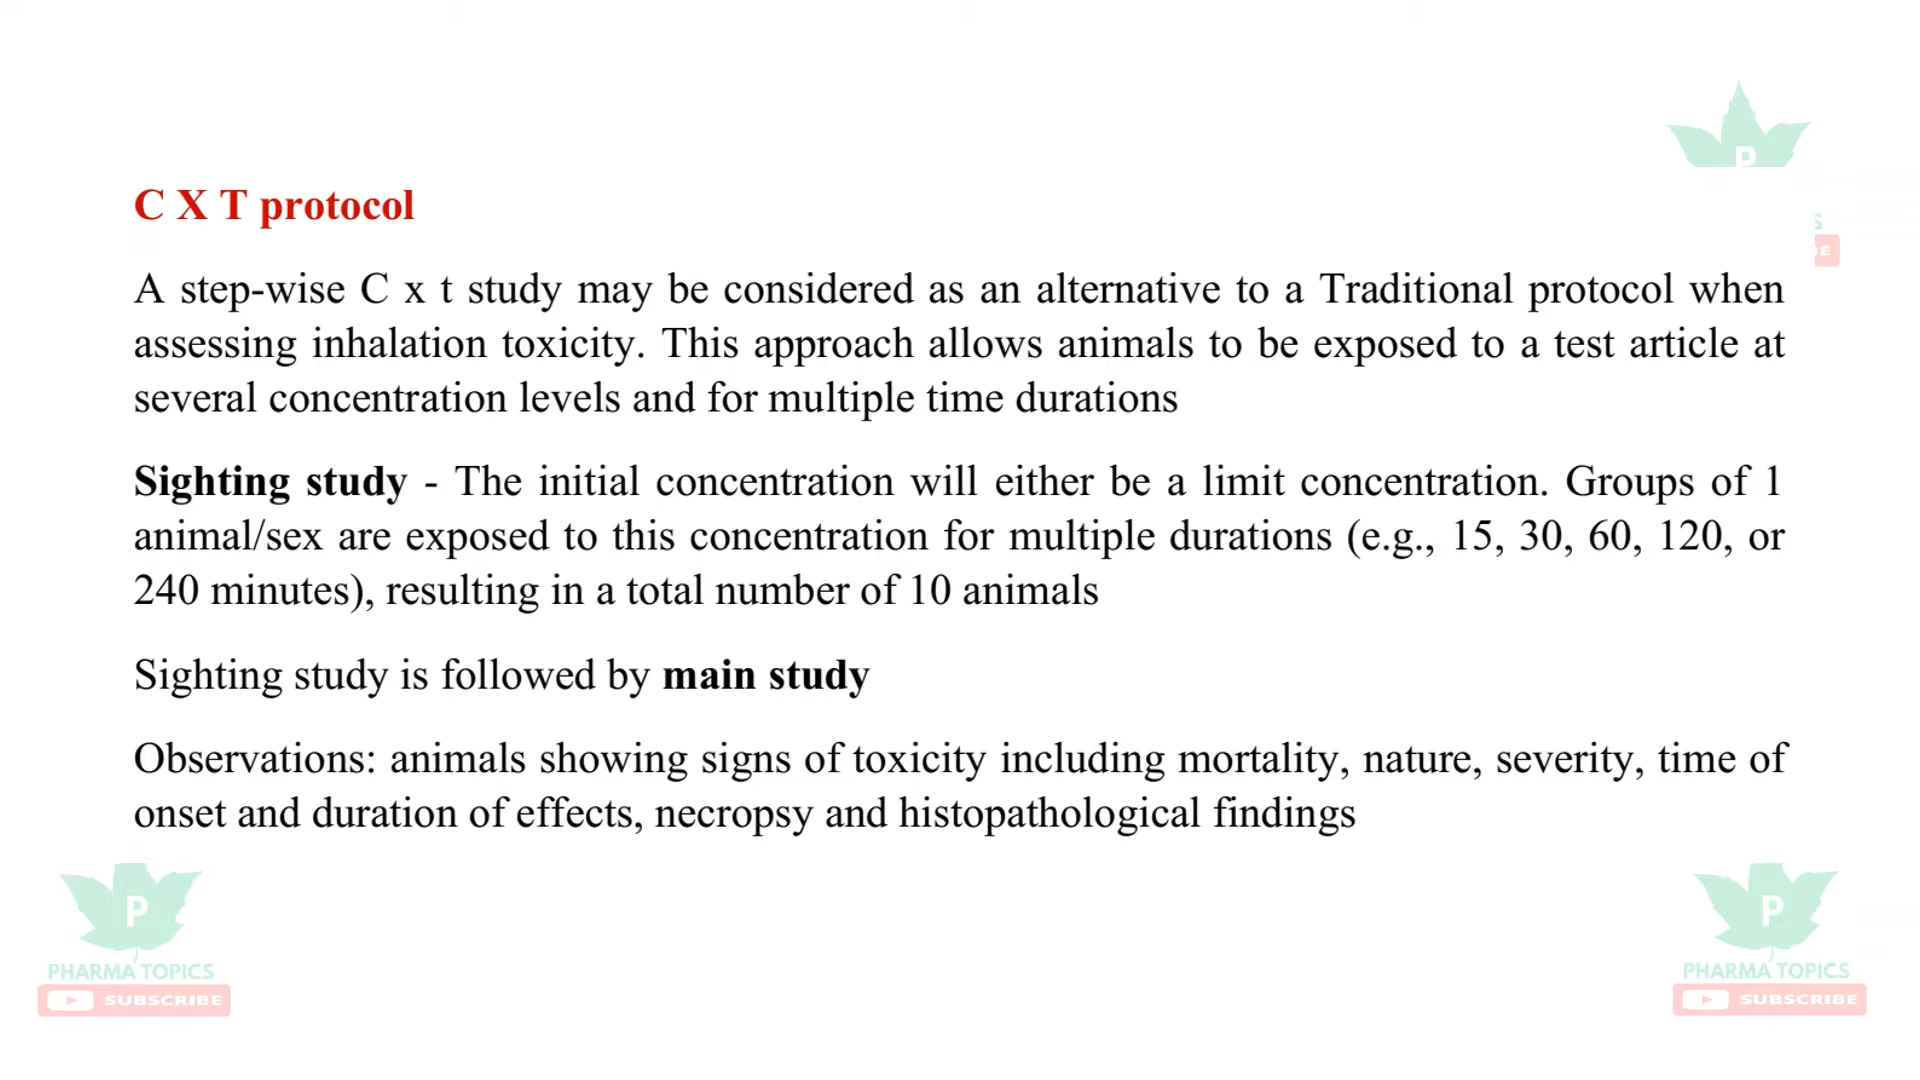 P
S
BE
C X T protocol
A step-wise C x t study may be considered as an alternative to a Traditional protocol when
assessing inhalation toxicity. This approach allows animals to be exposed to a test article at
several concentration levels and for multiple time durations
Sighting study - The initial concentration will either be a limit concentration. Groups of 1
animal/sex are exposed to this concentration for multiple durations (e.g., 15, 30, 60, 120, or
240 minutes), resulting in a total number of 10 animals
Sighting study is followed by main study
Observations: animals showing signs of toxicity including mortality, nature, severity, time of
onset and duration of effects, necropsy and histopathological findings
P
PHARMA TOPICS
SUBSCRIBE
P
PHARMA TOPICS
SUBSCRIBE